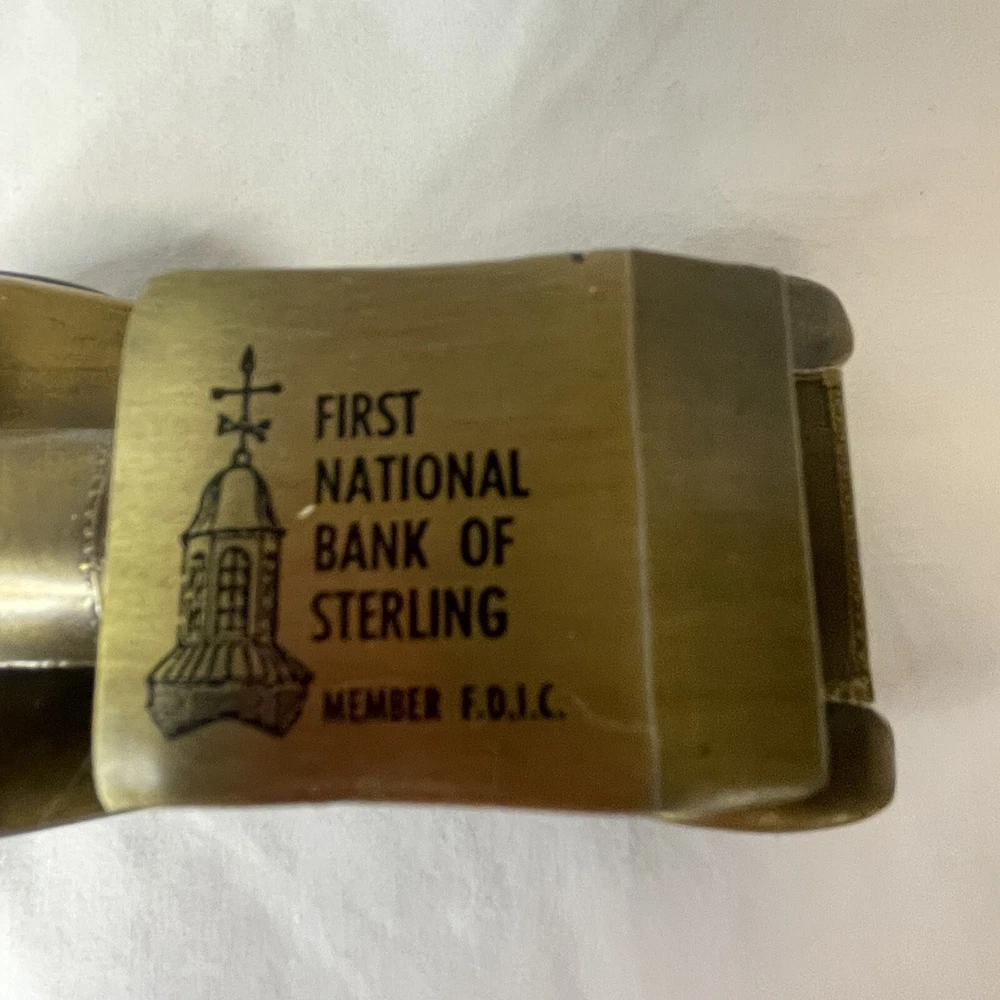 FIRST
NATIONAL
BANK OF
STERLING
MEMBER F.D.I.C.